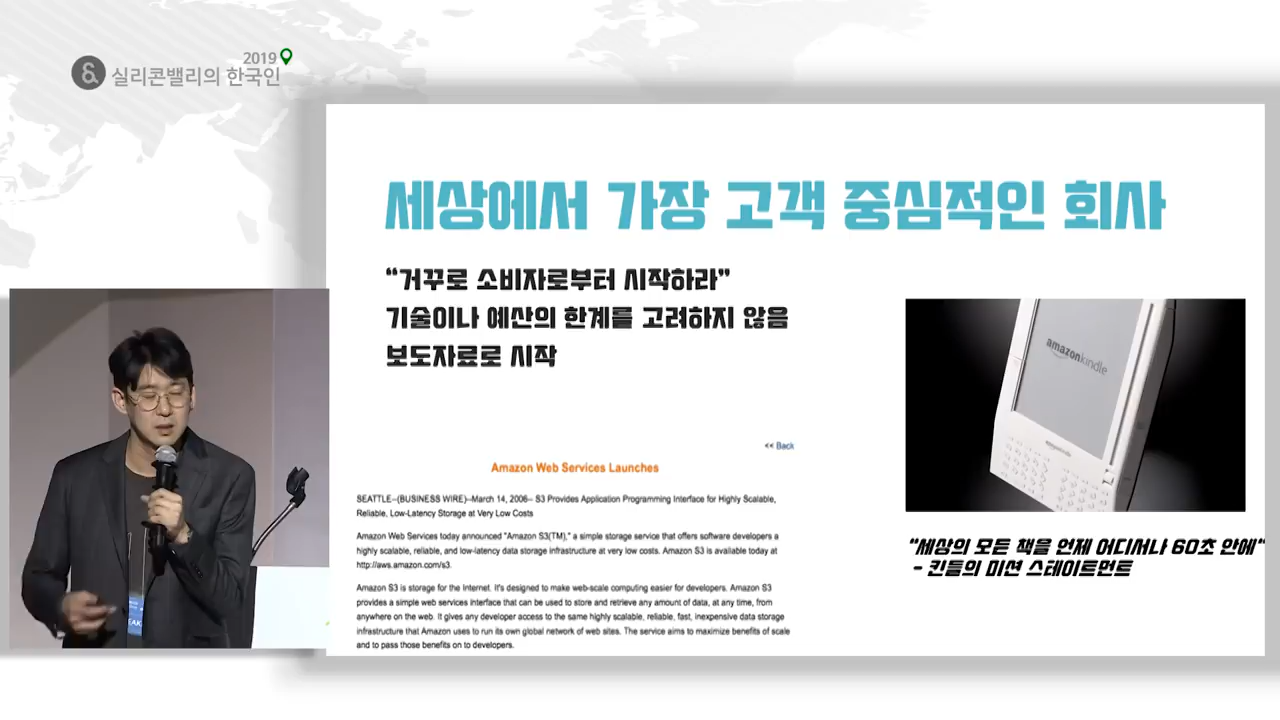 2019
& 실리콘밸리의 한국인
세상에서 가장 고객 중심적인 회사
“거꾸로 소비자로부터 시작하라”
기술이나 예산의 한계를 고려하지 않음
보도자료로 시작
<< Back
Amazon Web Services Launches
SEATTLE--(BUSINESS WIRE)--March 14, 2006-- S3 Provides Application Programming Interface for Highly Scalable,
Reliable, Low-Latency Storage at Very Low Costs
Amazon Web Services today announced "Amazon S3(TM)," a simple storage service that offers software developers a
highly scalable, reliable, and low-latency data storage infrastructure at very low costs. Amazon S3 is available today at
http://aws.amazon.com/s3.
Amazon S3 is storage for the Internet. It's designed to make web-scale computing easier for developers. Amazon S3
provides a simple web services interface that can be used to store and retrieve any amount of data, at any time, from
anywhere on the web. It gives any developer access to the same highly scalable, reliable, fast, inexpensive data storage
infrastructure that Amazon uses to run its own global network of web sites. The service aims to maximize benefits of scale
and to pass those benefits on to developers.
amazonkindle
amazonkindle
“세상의 모든 책을 언제 어디서나 60초 안에“
- 킨들의 미션 스테이트먼트